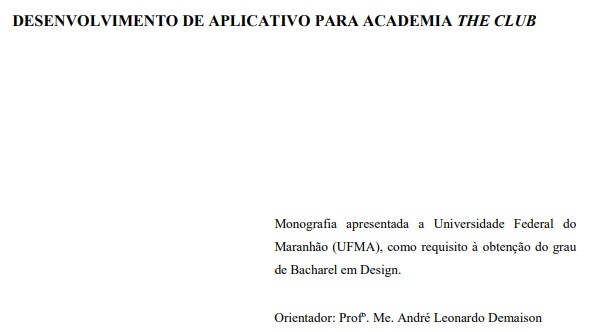 DESENVOLVIMENTO DE APLICATIVO PARA ACADEMIA THE CLUB
Monografia apresentada a Universidade Federal do
Maranhão (UFMA), como requisito à obtenção do grau
de Bacharel em Design.
Orientador: Profº. Me. André Leonardo Demaison